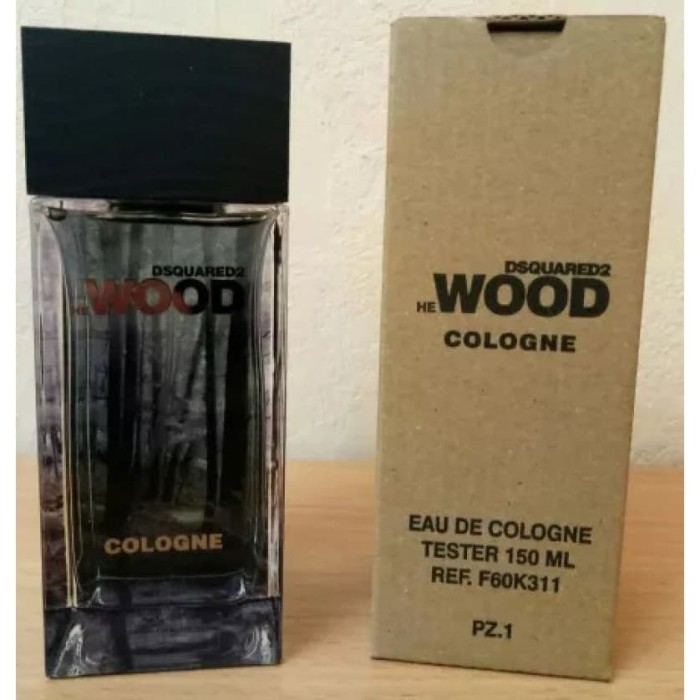 DSQUARED2
HE WOOD
COLOGNE
DSQUARED2
HE WOOD
COLOGNE
EAU DE COLOGNE
TESTER 150 ML
REF. F60K311
PZ.1